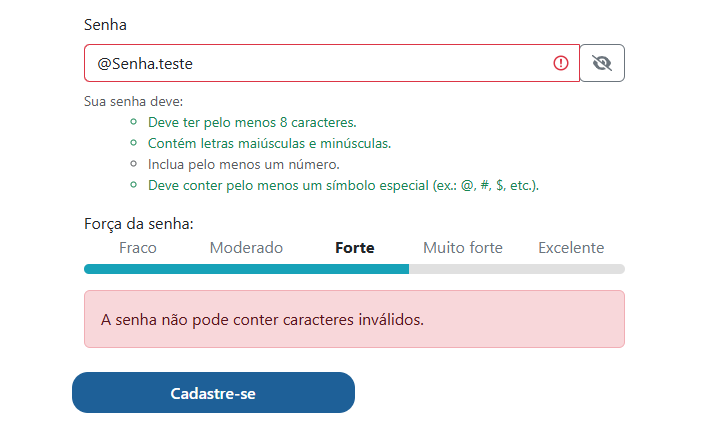 Senha
@Senha.teste
Sua senha deve:
Deve ter pelo menos 8 caracteres.
Contém letras maiúsculas e minúsculas.
Inclua pelo menos um número.
Deve conter pelo menos um símbolo especial (ex.: @, #, $, etc.).
Força da senha:
Fraco Moderado Forte Muito forte Excelente
A senha não pode conter caracteres inválidos.
Cadastre-se